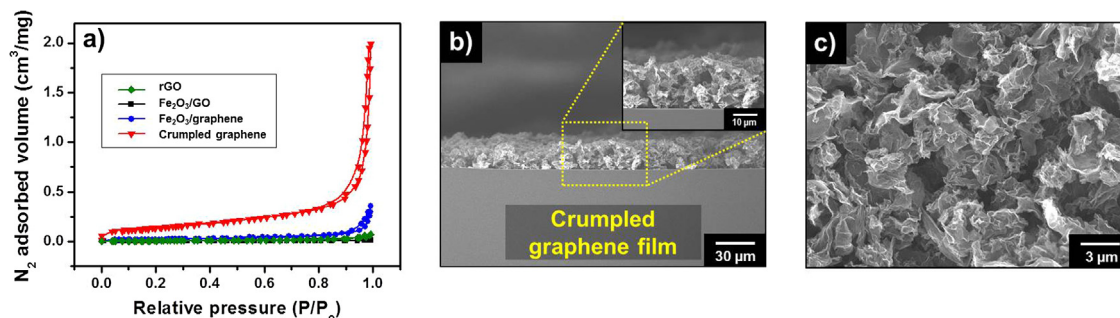 a)
N₂ adsorbed volume (cm³/mg)
2.0
1.5
1.0
0.5
0.0
rGO
Fe₂O₃/GO
Fe₂O₃/graphene
Crumpled graphene
0.0 0.2 0.4 0.6 0.8 1.0
Relative pressure (P/P₀)
b)
10 µm
Crumpled
graphene film
30 µm
c)
3 µm